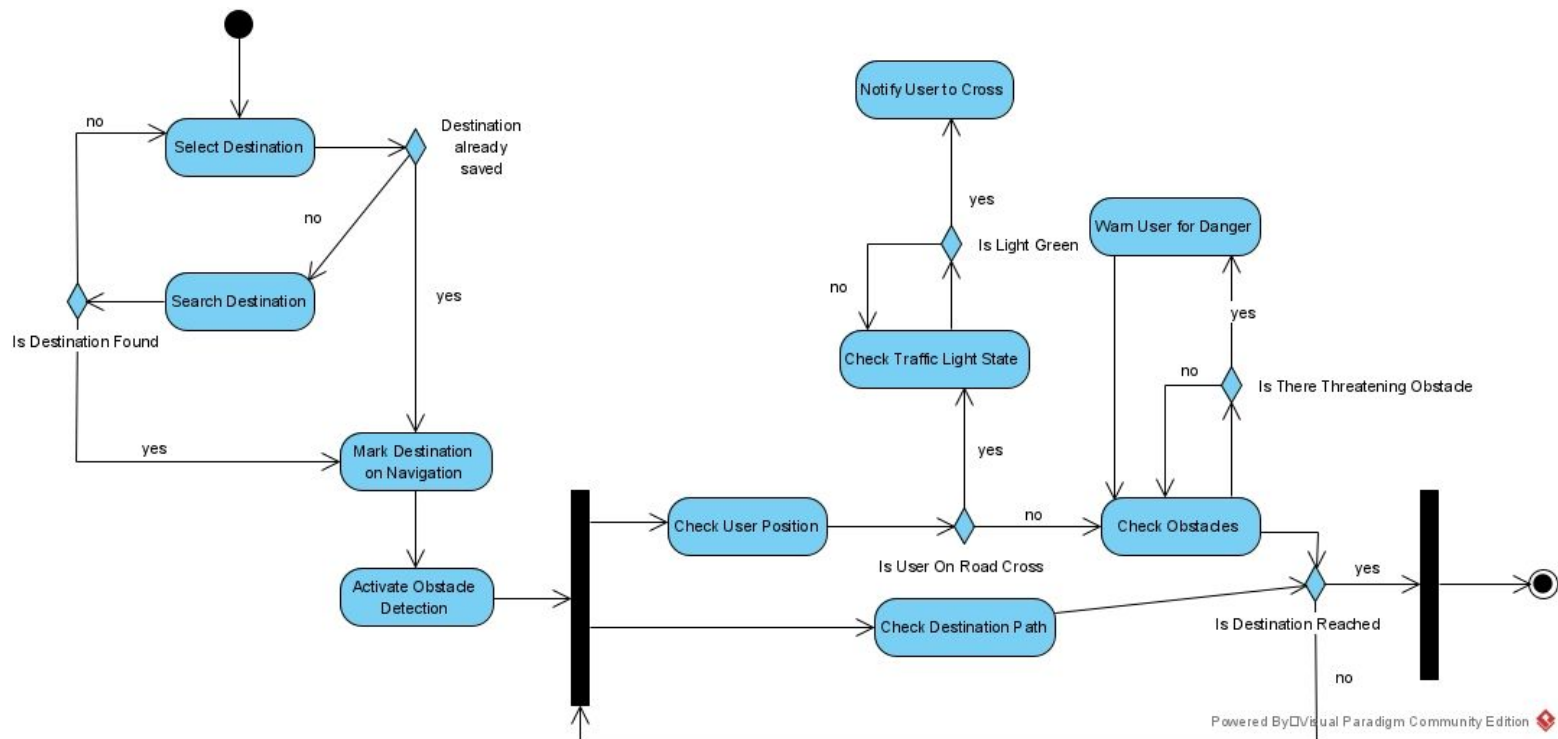 Notify User to Cross
no
Destination
already
saved
Select Destination
yes
no
Is Light Green
Warn User for Danger
Search Destination
yes
no
yes
Is Destination Found
Check Traffic Light State
no
Is There Threatening Obstacle
yes
Mark Destination
on Navigation
yes
Check User Position
no
Check Obstacles
Is User On Road Cross
yes
Activate Obstacle
Detection
Check Destination Path
Is Destination Reached
no
Powered By□Visual Paradigm Community Edition